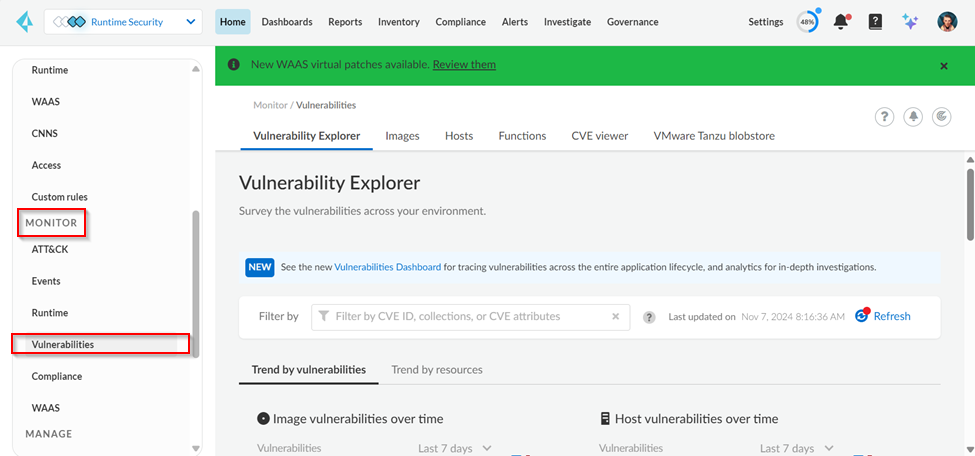 Runtime Security
Home
Dashboards
Reports
Inventory
Compliance
Alerts
Investigate
Governance
Settings
48%
Runtime
WAAS
CNNS
Access
Custom rules
MONITOR
ATT&CK
Events
Runtime
Vulnerabilities
Compliance
WAAS
MANAGE
New WAAS virtual patches available. Review them
Monitor / Vulnerabilities
Vulnerability Explorer
Images
Hosts
Functions
CVE viewer
VMware Tanzu blobstore
Vulnerability Explorer
Survey the vulnerabilities across your environment.
NEW See the new Vulnerabilities Dashboard for tracing vulnerabilities across the entire application lifecycle, and analytics for in-depth investigations.
Filter by
Filter by CVE ID, collections, or CVE attributes
Last updated on Nov 7, 2024 8:16:36 AM
Refresh
Trend by vulnerabilities
Trend by resources
Image vulnerabilities over time
Vulnerabilities
Last 7 days
Host vulnerabilities over time
Vulnerabilities
Last 7 days